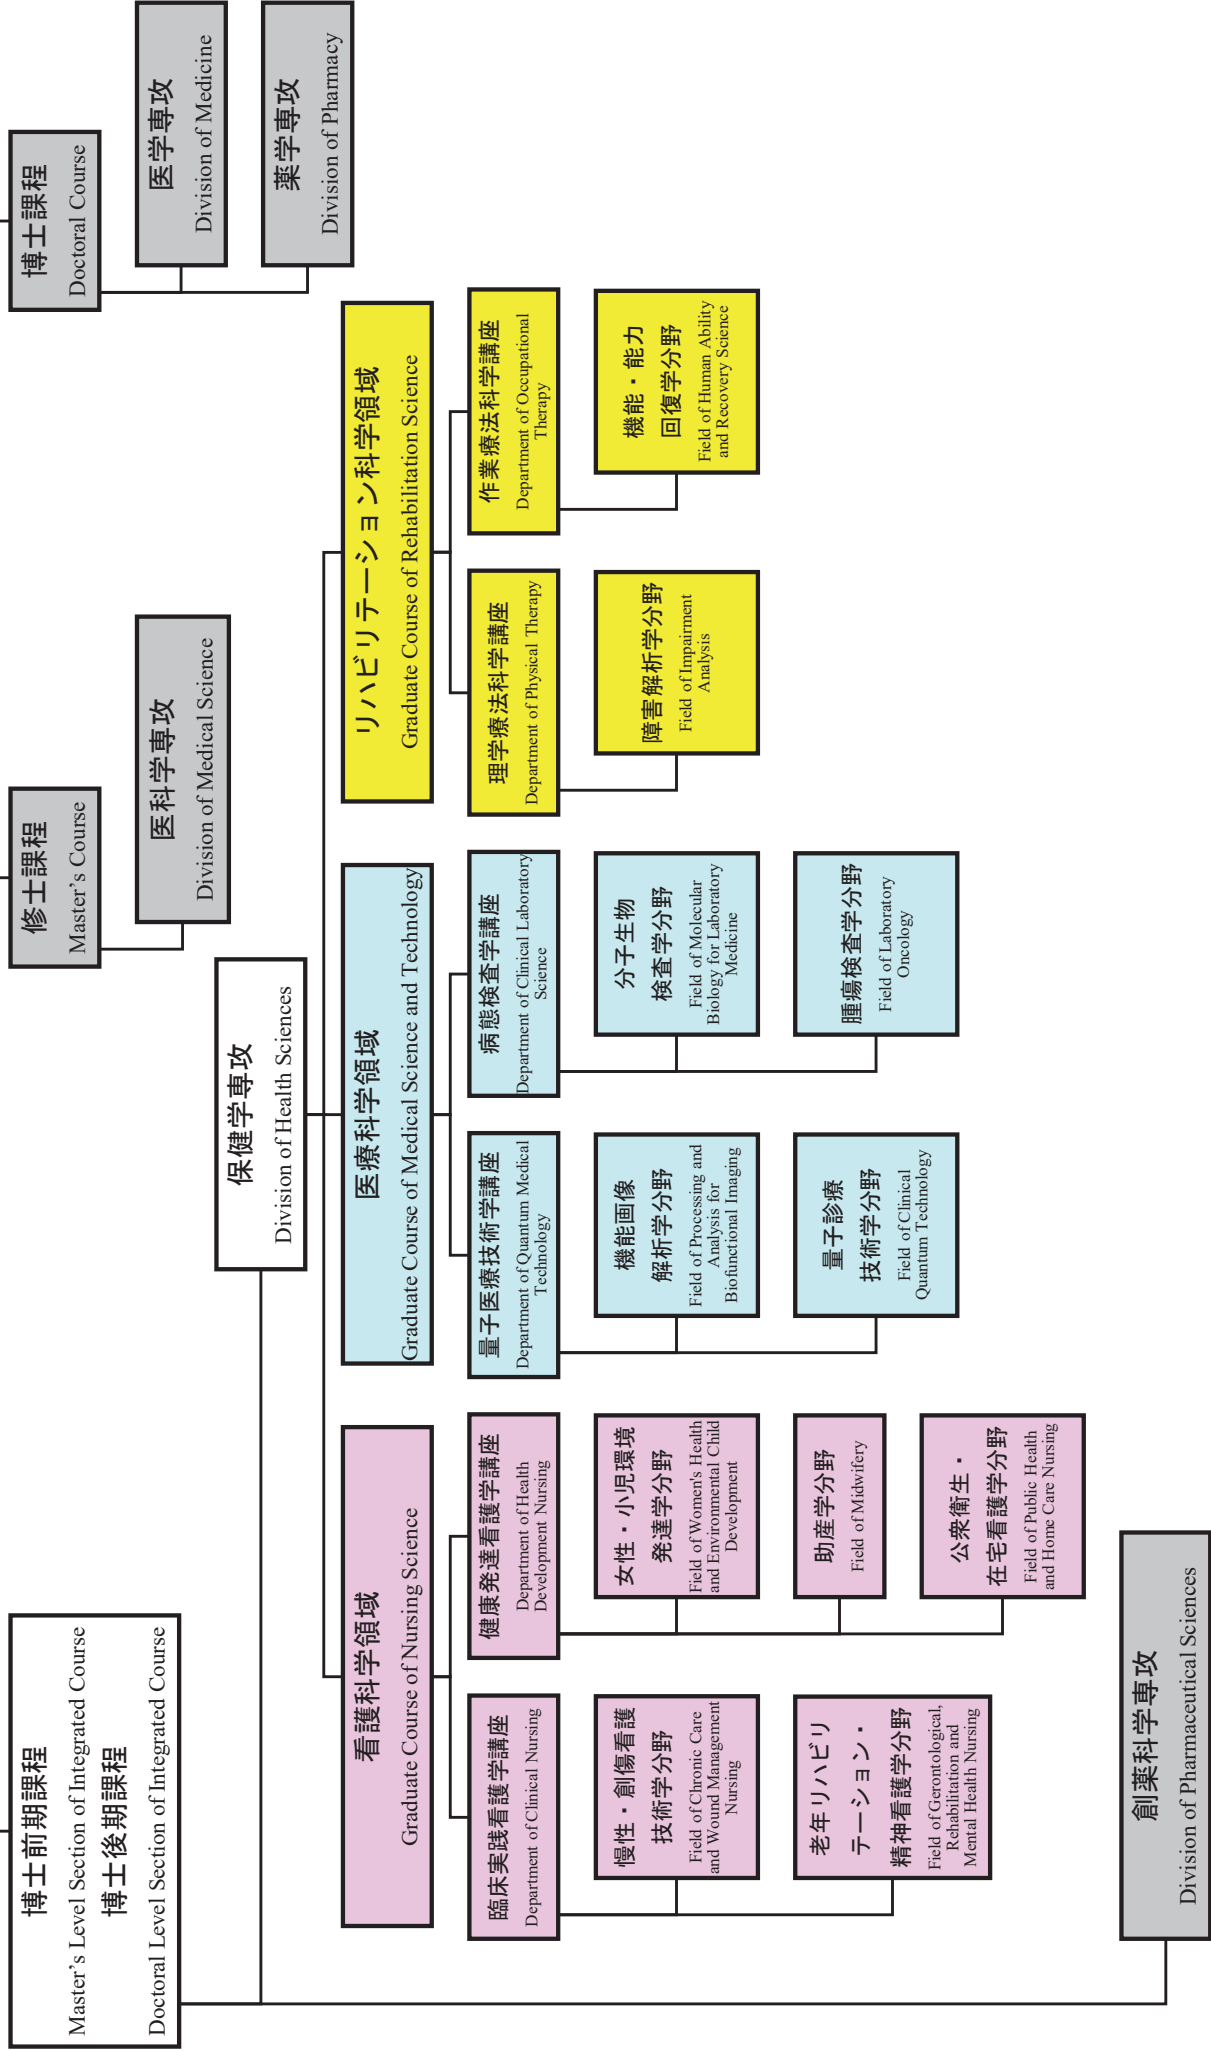 博士前期課程
Master's Level Section of Integrated Course
博士後期課程
Doctoral Level Section of Integrated Course
修士課程
Master's Course
医科学専攻
Division of Medical Science
博士課程
Doctoral Course
医学専攻
Division of Medicine
薬学専攻
Division of Pharmacy
保健学専攻
Division of Health Sciences
看護科学領域
Graduate Course of Nursing Science
臨床実践看護学講座
Department of Clinical Nursing
慢性・創傷看護
技術学分野
Field of Chronic Care
and Wound Management
Nursing
老年リハビリ
テーション・
精神看護学分野
Field of Gerontological,
Rehabilitation and
Mental Health Nursing
健康発達看護学講座
Department of Health
Development Nursing
女性・小児環境
発達学分野
Field of Women's Health
and Environmental Child
Development
助産学分野
Field of Midwifery
公衆衛生・
在宅看護学分野
Field of Public Health
and Home Care Nursing
医療科学領域
Graduate Course of Medical Science and Technology
量子医療技術学講座
Department of Quantum Medical
Technology
機能画像
解析学分野
Field of Processing and
Analysis for
Biofunctional Imaging
量子診療
技術学分野
Field of Clinical
Quantum Technology
病態検査学講座
Department of Clinical Laboratory
Science
分子生物
検査学分野
Field of Molecular
Biology for Laboratory
Medicine
腫瘍検査学分野
Field of Laboratory
Oncology
リハビリテーション科学領域
Graduate Course of Rehabilitation Science
理学療法科学講座
Department of Physical Therapy
障害解析学分野
Field of Impairment
Analysis
作業療法科学講座
Department of Occupational
Therapy
機能・能力
回復学分野
Field of Human Ability
and Recovery Science
創薬科学専攻
Division of Pharmaceutical Sciences